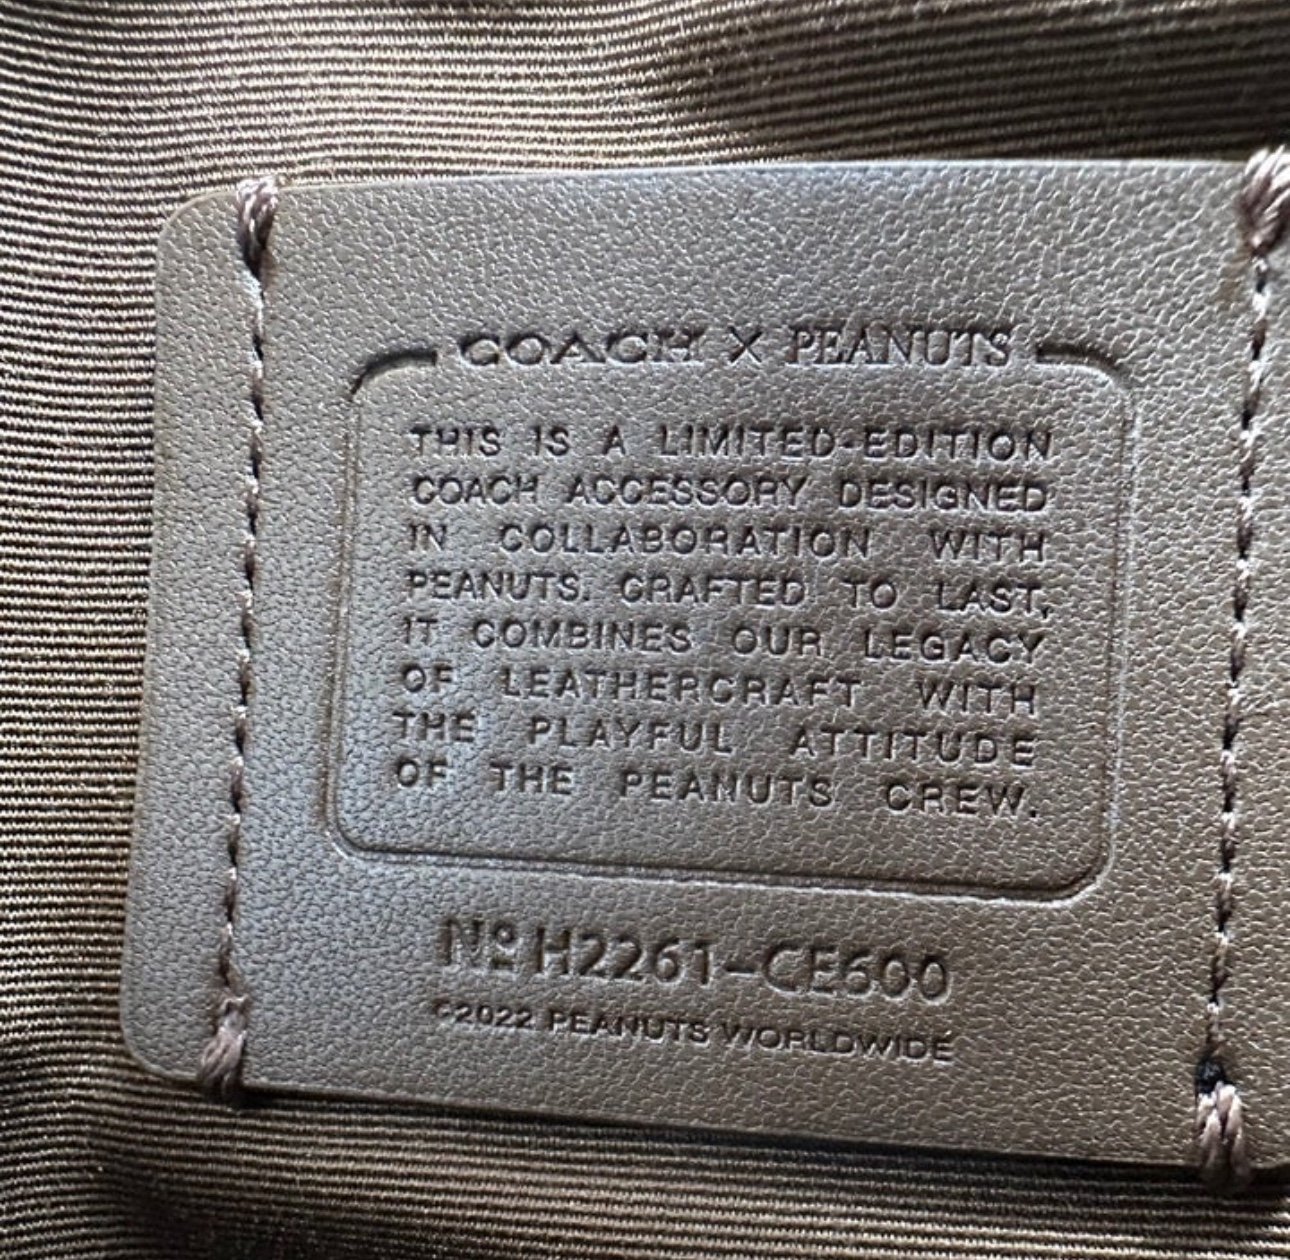 COACH X PEANUTS
THIS IS A LIMITED-EDITION
COACH ACCESSORY DESIGNED
IN COLLABORATION WITH
PEANUTS. CRAFTED TO LAST,
IT COMBINES OUR LEGACY
OF LEATHERCRAFT WITH
THE PLAYFUL ATTITUDE
OF THE PEANUTS CREW.
Nº H2261-CE600
©2022 PEANUTS WORLDWIDE